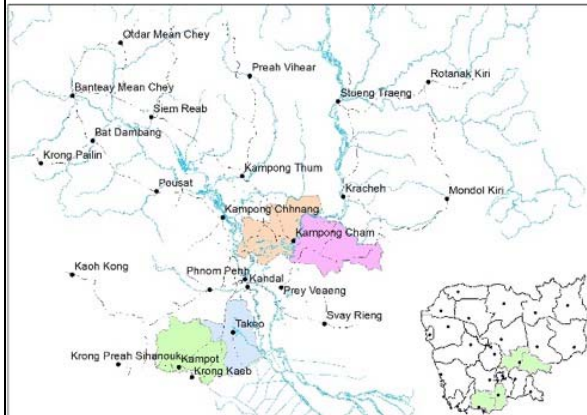 Otdar Mean Chey
Preah Vihear
Rotanak Kiri
Banteay Mean Chey
Stueng Traeng
Siem Reab
Bat Dambang
Krong Pailin
Kampong Thum
Pousat
Kracheh
Mondol Kiri
Kampong Chhnang
Kampong Cham
Kaoh Kong
Phnom Penh
Kandal
Prey Veaeng
Svay Rieng
Takeo
Krong Preah Sihanouk
Kampot
Krong Kaeb